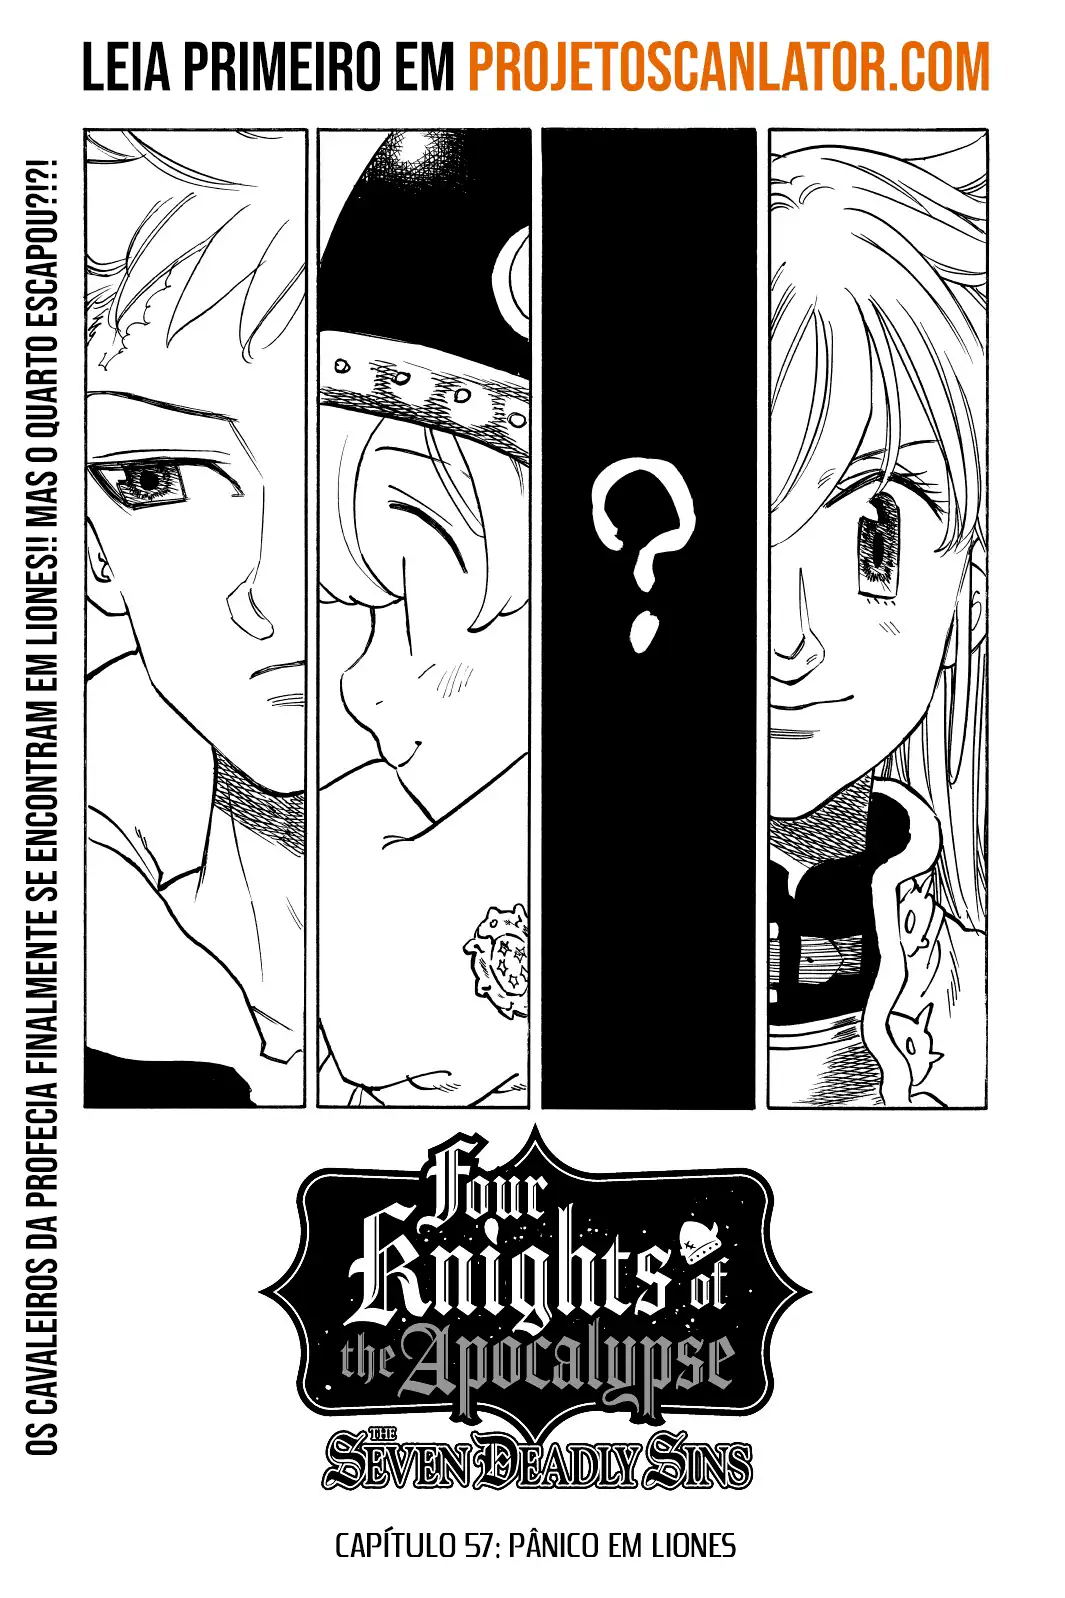 LEIA PRIMEIRO EM PROJETOSCANLATOR.COM
OS CAVALEIROS DA PROFECIA FINALMENTE SE ENCONTRAM EM LIONES!! MAS O QUARTO ESCAPOU?!?!
?
Four
Knights of
the Apocalypse
THE
SEVEN DEADLY SINS
CAPÍTULO 57: PÂNICO EM LIONES